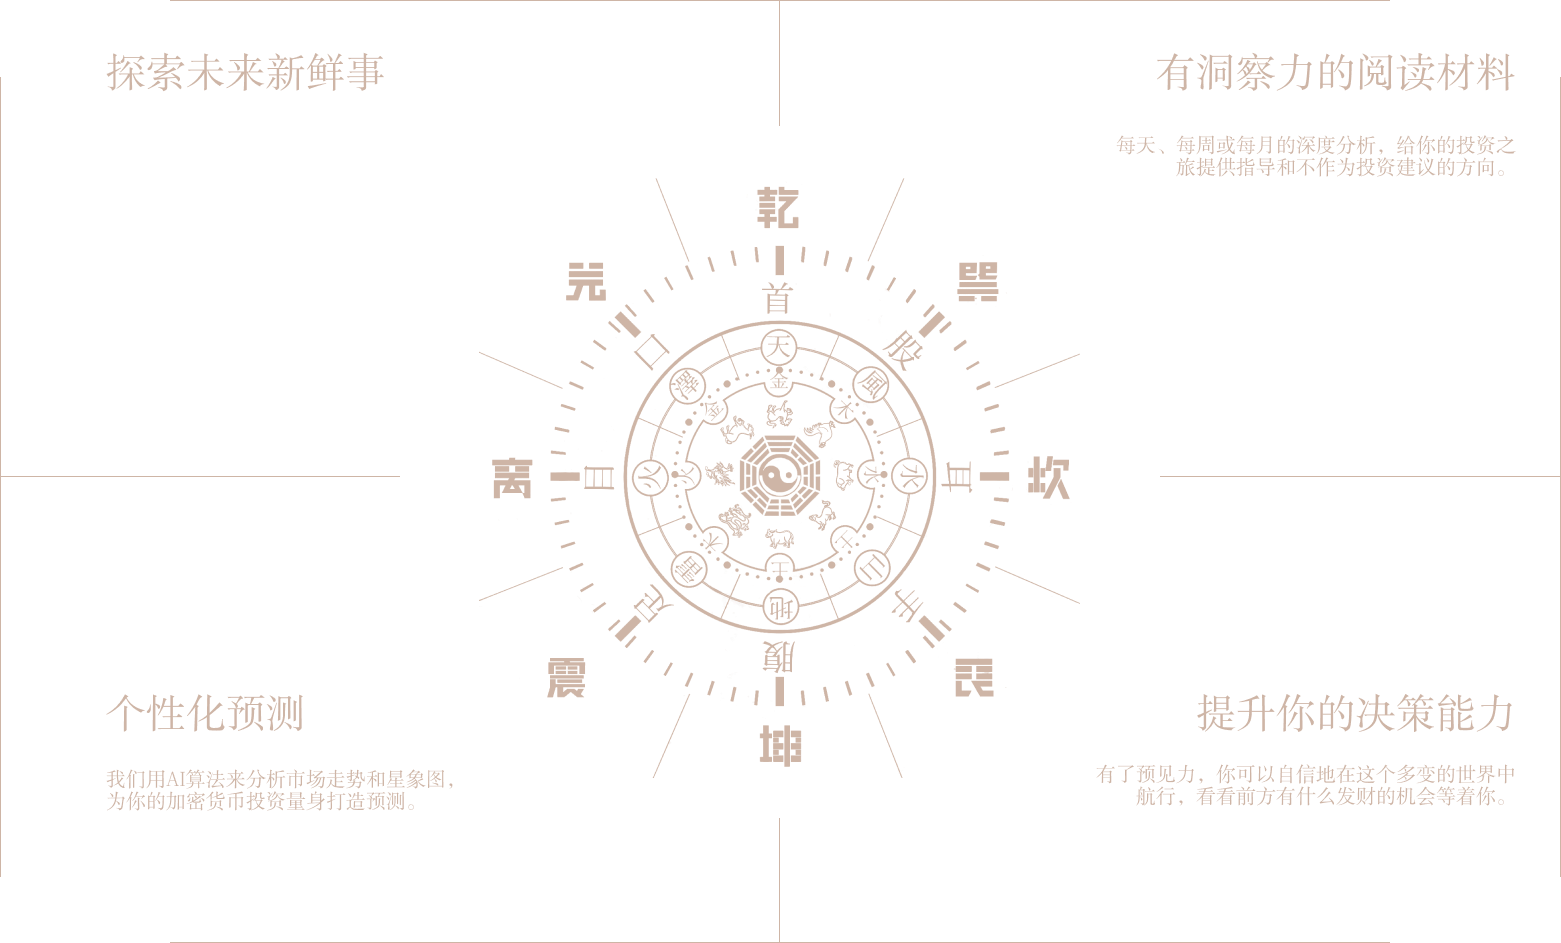 探索未来新鲜事
有洞察力的阅读材料
每天、每周或每月的深度分析，给你的投资之
旅提供指导和不作为投资建议的方向。
乾
兑
巽
首
口
股
天
澤
風
金
金
木
离
目
火
火
水
水
耳
坎
木
土
土
雷
山
地
足
手
腹
震
艮
坤
个性化预测
我们用AI算法来分析市场走势和星象图，
为你的加密货币投资量身打造预测。
提升你的决策能力
有了预见力，你可以自信地在这个多变的世界中
航行，看看前方有什么发财的机会等着你。